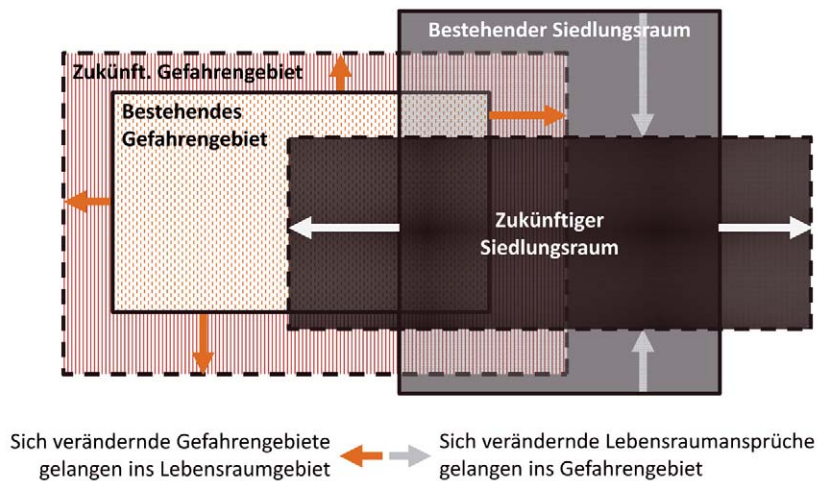 Bestehender Siedlungsraum
Zukünft. Gefahrengebiet
Bestehendes
Gefahrengebiet
Zukünftiger
Siedlungsraum
Sich verändernde Gefahrengebiete
gelangen ins Lebensraumgebiet
Sich verändernde Lebensraumansprüche
gelangen ins Gefahrengebiet